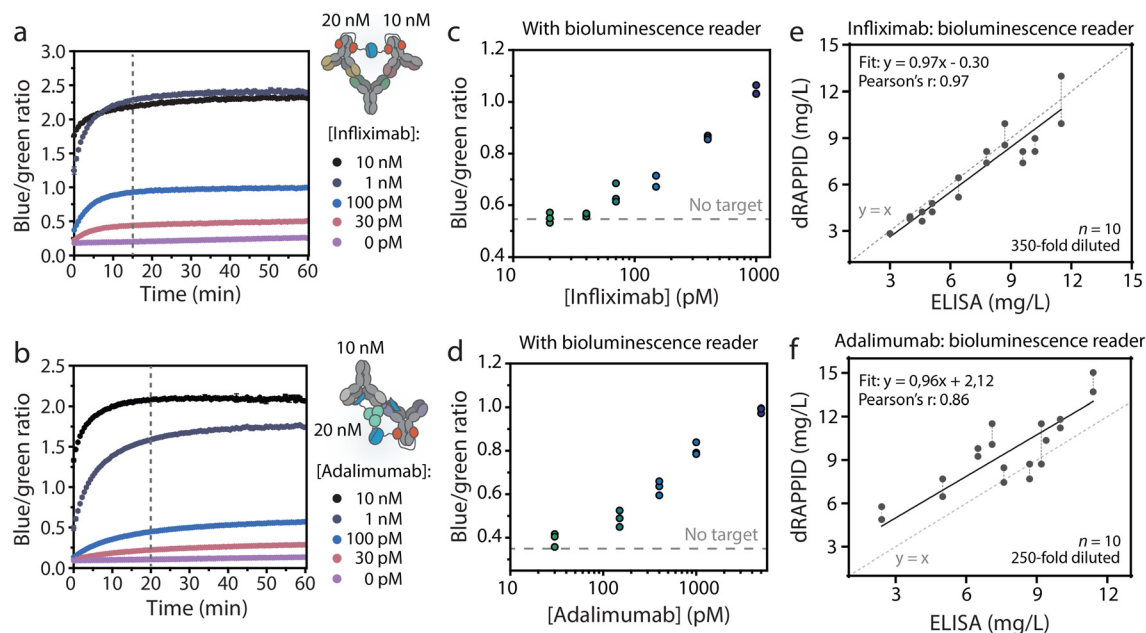 a
20 nM
10 nM
3.0
2.5
2.0
1.5
1.0
0.5
0.0
Blue/green ratio
0
10
20
30
40
50
60
Time (min)
[Infliximab]:
10 nM
1 nM
100 pM
30 pM
0 pM
c
With bioluminescence reader
1.2
1.0
0.8
0.6
0.4
Blue/green ratio
No target
10
100
1000
[Infliximab] (pM)
e
Infliximab: bioluminescence reader
15
12
9
6
3
dRAPPID (mg/L)
Fit: y = 0.97x - 0.30
Pearson's r: 0.97
y = x
n = 10
350-fold diluted
3
6
9
12
15
ELISA (mg/L)
b
10 nM
20 nM
2.5
2.0
1.5
1.0
0.5
0.0
Blue/green ratio
0
10
20
30
40
50
60
Time (min)
[Adalimumab]:
10 nM
1 nM
100 pM
30 pM
0 pM
d
With bioluminescence reader
1.2
1.0
0.8
0.6
0.4
Blue/green ratio
No target
10
100
1000
[Adalimumab] (pM)
f
Adalimumab: bioluminescence reader
15
12
9
6
3
dRAPPID (mg/L)
Fit: y = 0,96x + 2,12
Pearson's r: 0.86
y = x
n = 10
250-fold diluted
3
6
9
12
ELISA (mg/L)